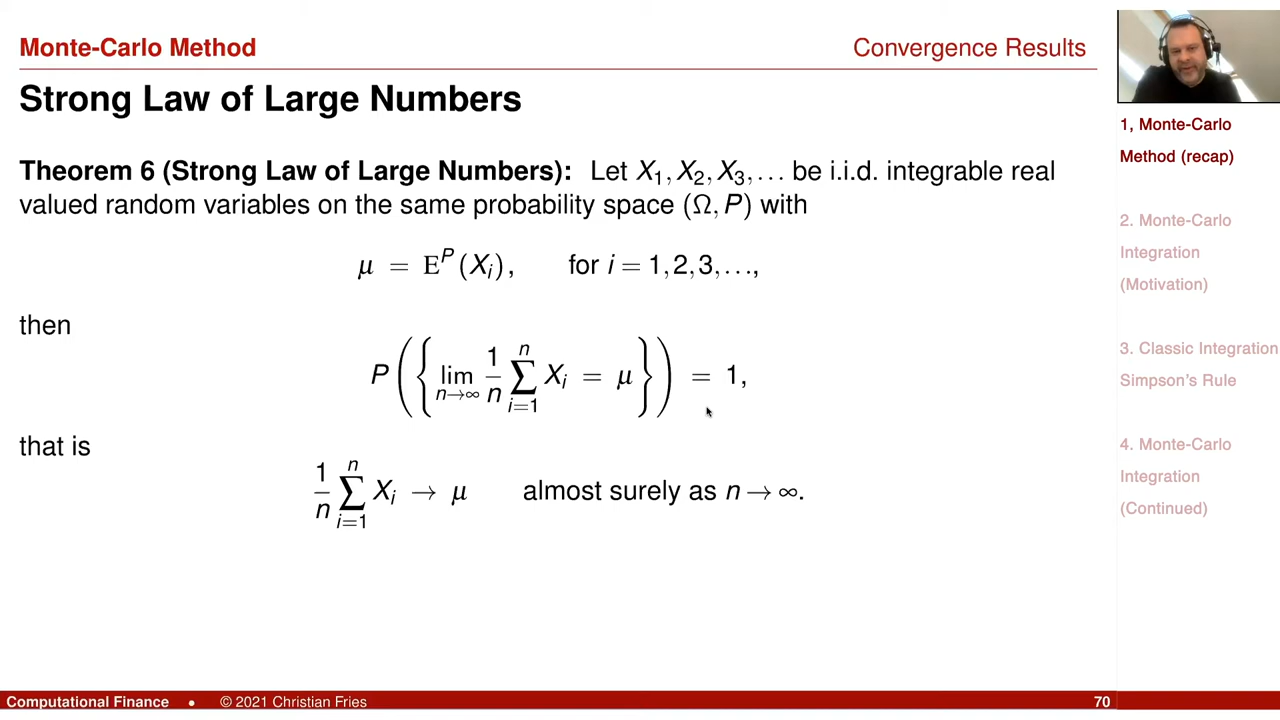 Monte-Carlo Method
Convergence Results
Strong Law of Large Numbers
Theorem 6 (Strong Law of Large Numbers): Let X₁, X₂, X₃, … be i.i.d. integrable real
valued random variables on the same probability space (Ω, P) with
μ = E^P(X_i), for i = 1, 2, 3, …,
then
P({lim_{n→∞} 1/n ∑_{i=1}^{n} X_i = μ}) = 1,
that is
1/n ∑_{i=1}^{n} X_i → μ almost surely as n → ∞.
1, Monte-Carlo
Method (recap)
2. Monte-Carlo
Integration
(Motivation)
3. Classic Integration
Simpson's Rule
4. Monte-Carlo
Integration
(Continued)
Computational Finance • © 2021 Christian Fries
70